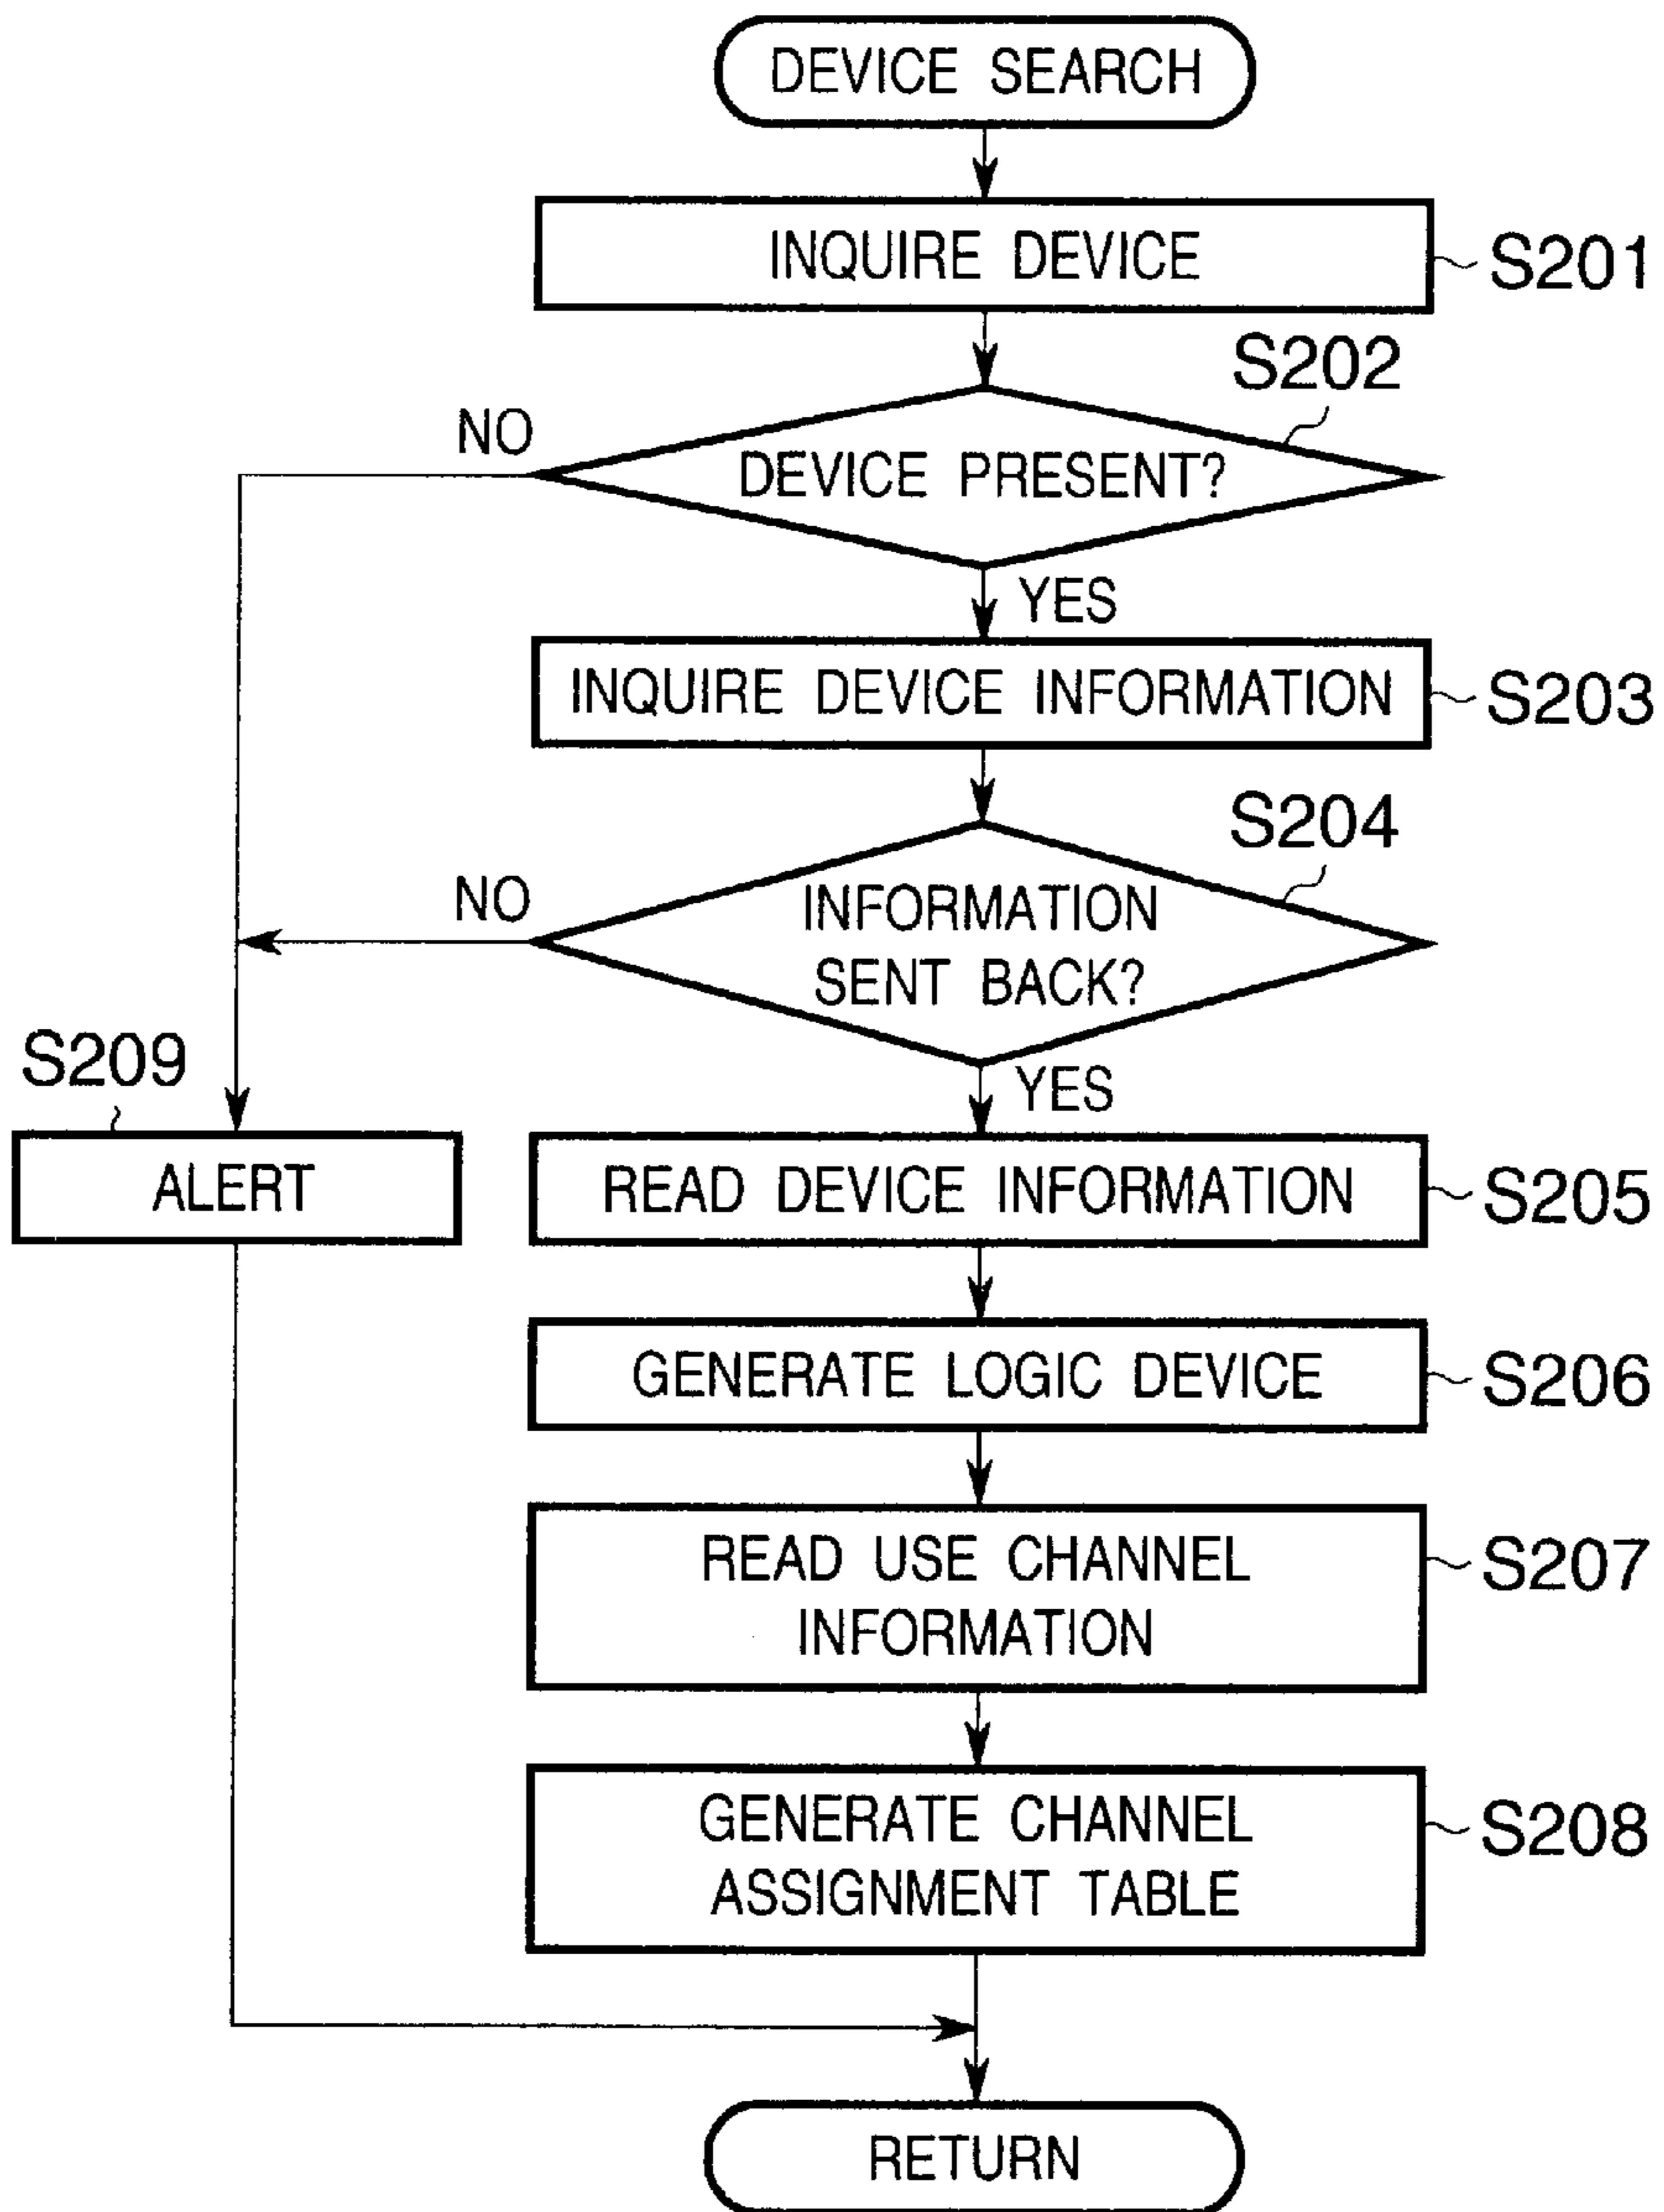 DEVICE SEARCH
INQUIRE DEVICE
S201
S202
NO
DEVICE PRESENT?
YES
INQUIRE DEVICE INFORMATION
S203
S204
NO
INFORMATION
SENT BACK?
YES
S209
ALERT
READ DEVICE INFORMATION
S205
GENERATE LOGIC DEVICE
S206
READ USE CHANNEL
INFORMATION
S207
GENERATE CHANNEL
ASSIGNMENT TABLE
S208
RETURN